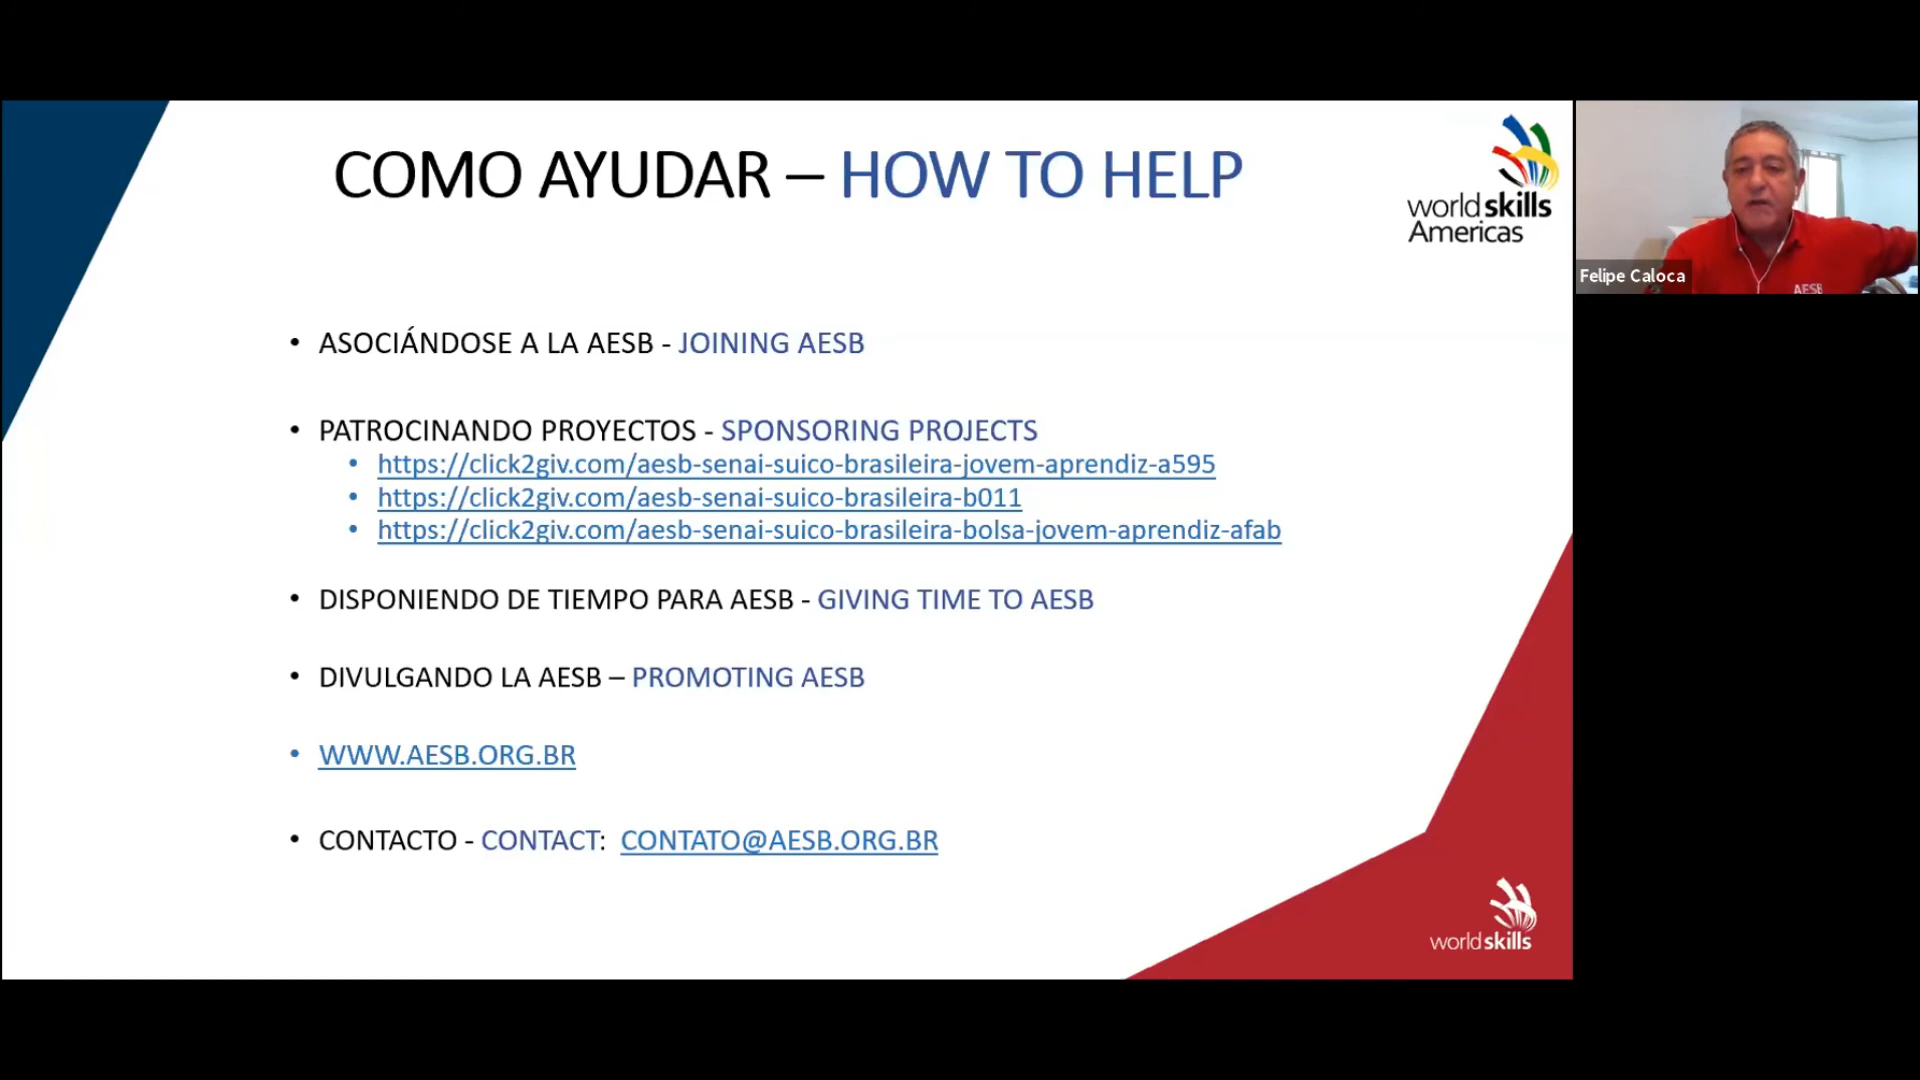 COMO AYUDAR – HOW TO HELP
worldskills
Americas
Felipe Caloca
AESB
• ASOCIÁNDOSE A LA AESB - JOINING AESB
• PATROCINANDO PROYECTOS - SPONSORING PROJECTS
• https://click2giv.com/aesb-senai-suico-brasileira-jovem-aprendiz-a595
• https://click2giv.com/aesb-senai-suico-brasileira-b011
• https://click2giv.com/aesb-senai-suico-brasileira-bolsa-jovem-aprendiz-afab
• DISPONIENDO DE TIEMPO PARA AESB - GIVING TIME TO AESB
• DIVULGANDO LA AESB – PROMOTING AESB
• WWW.AESB.ORG.BR
• CONTACTO - CONTACT: CONTATO@AESB.ORG.BR
worldskills